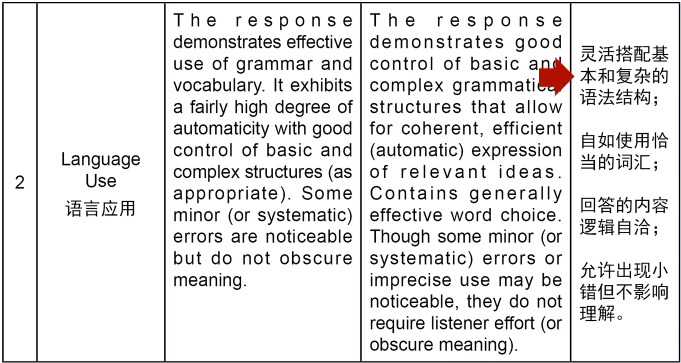 2
Language
Use
语言应用
The response
demonstrates effective
use of grammar and
vocabulary. It exhibits
a fairly high degree of
automaticity with good
control of basic and
complex structures (as
appropriate). Some
minor (or systematic)
errors are noticeable
but do not obscure
meaning.
The response
demonstrates good
control of basic and
complex grammatical
structures that allow
for coherent, efficient
(automatic) expression
of relevant ideas.
Contains generally
effective word choice.
Though some minor (or
systematic) errors or
imprecise use may be
noticeable, they do not
require listener effort (or
obscure meaning).
灵活搭配基
本和复杂的
语法结构；
自如使用恰
当的词汇；
回答的内容
逻辑自洽；
允许出现小
错但不影响
理解。